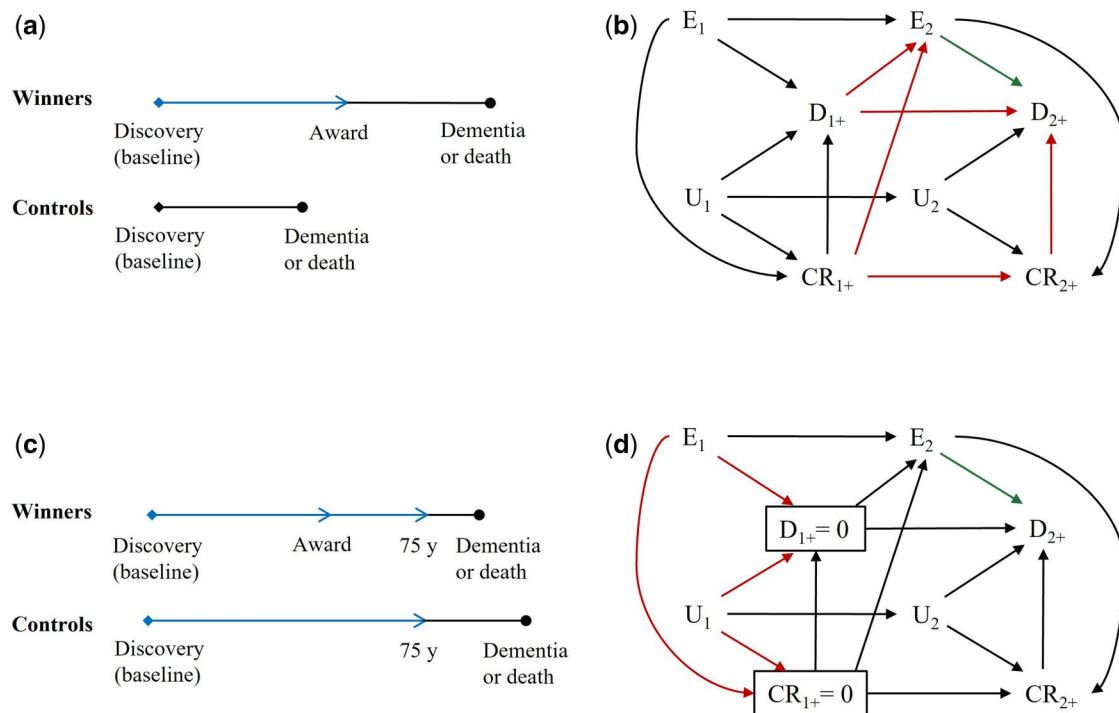 (a)
Winners
Discovery
(baseline)
Award
Dementia
or death
Controls
Discovery
(baseline)
Dementia
or death
(b)
E₁
E₂
D₁₊
D₂₊
U₁
U₂
CR₁₊
CR₂₊
(c)
Winners
Discovery
(baseline)
Award
75 y
Dementia
or death
Controls
Discovery
(baseline)
75 y
Dementia
or death
(d)
E₁
E₂
D₁₊= 0
D₂₊
U₁
U₂
CR₁₊= 0
CR₂₊